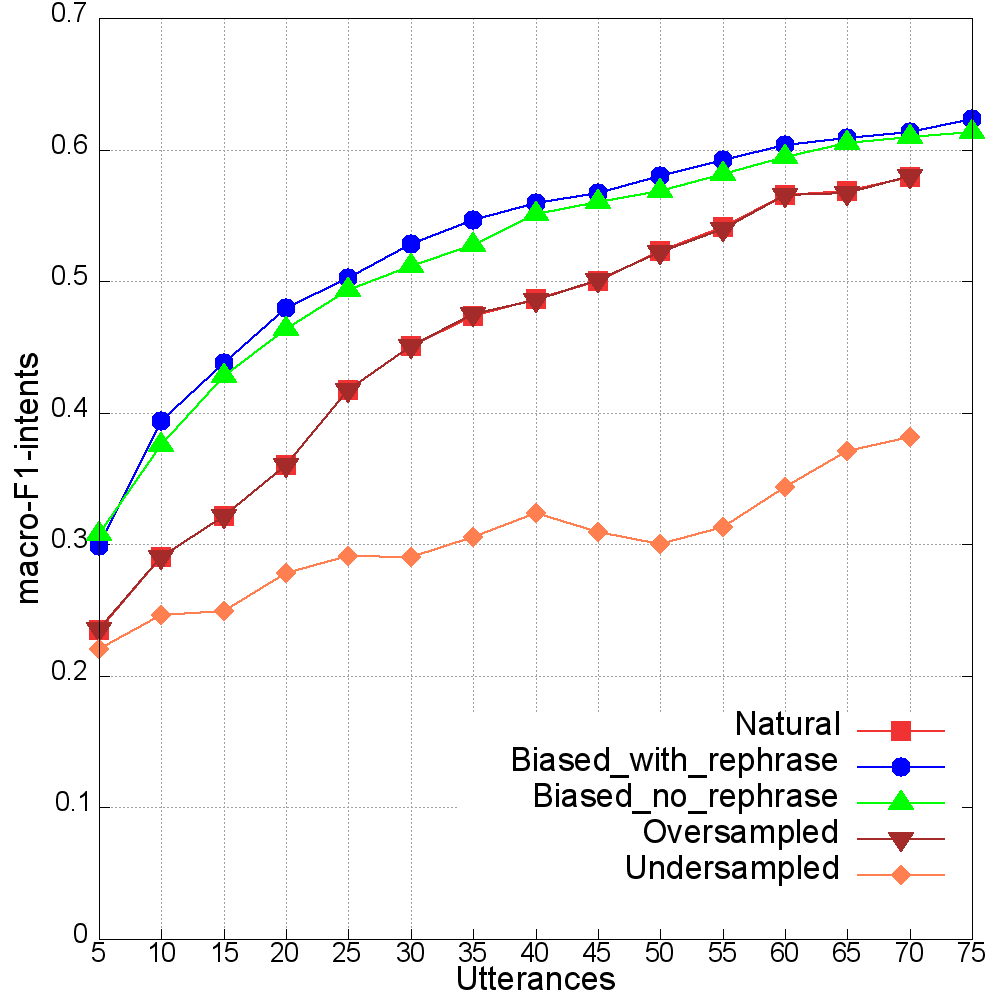 0.7
0.6
0.5
0.4
0.3
0.2
0.1
0
macro-F1-intents
Natural
Biased_with_rephrase
Biased_no_rephrase
Oversampled
Undersampled
5 10 15 20 25 30 35 40 45 50 55 60 65 70 75
Utterances